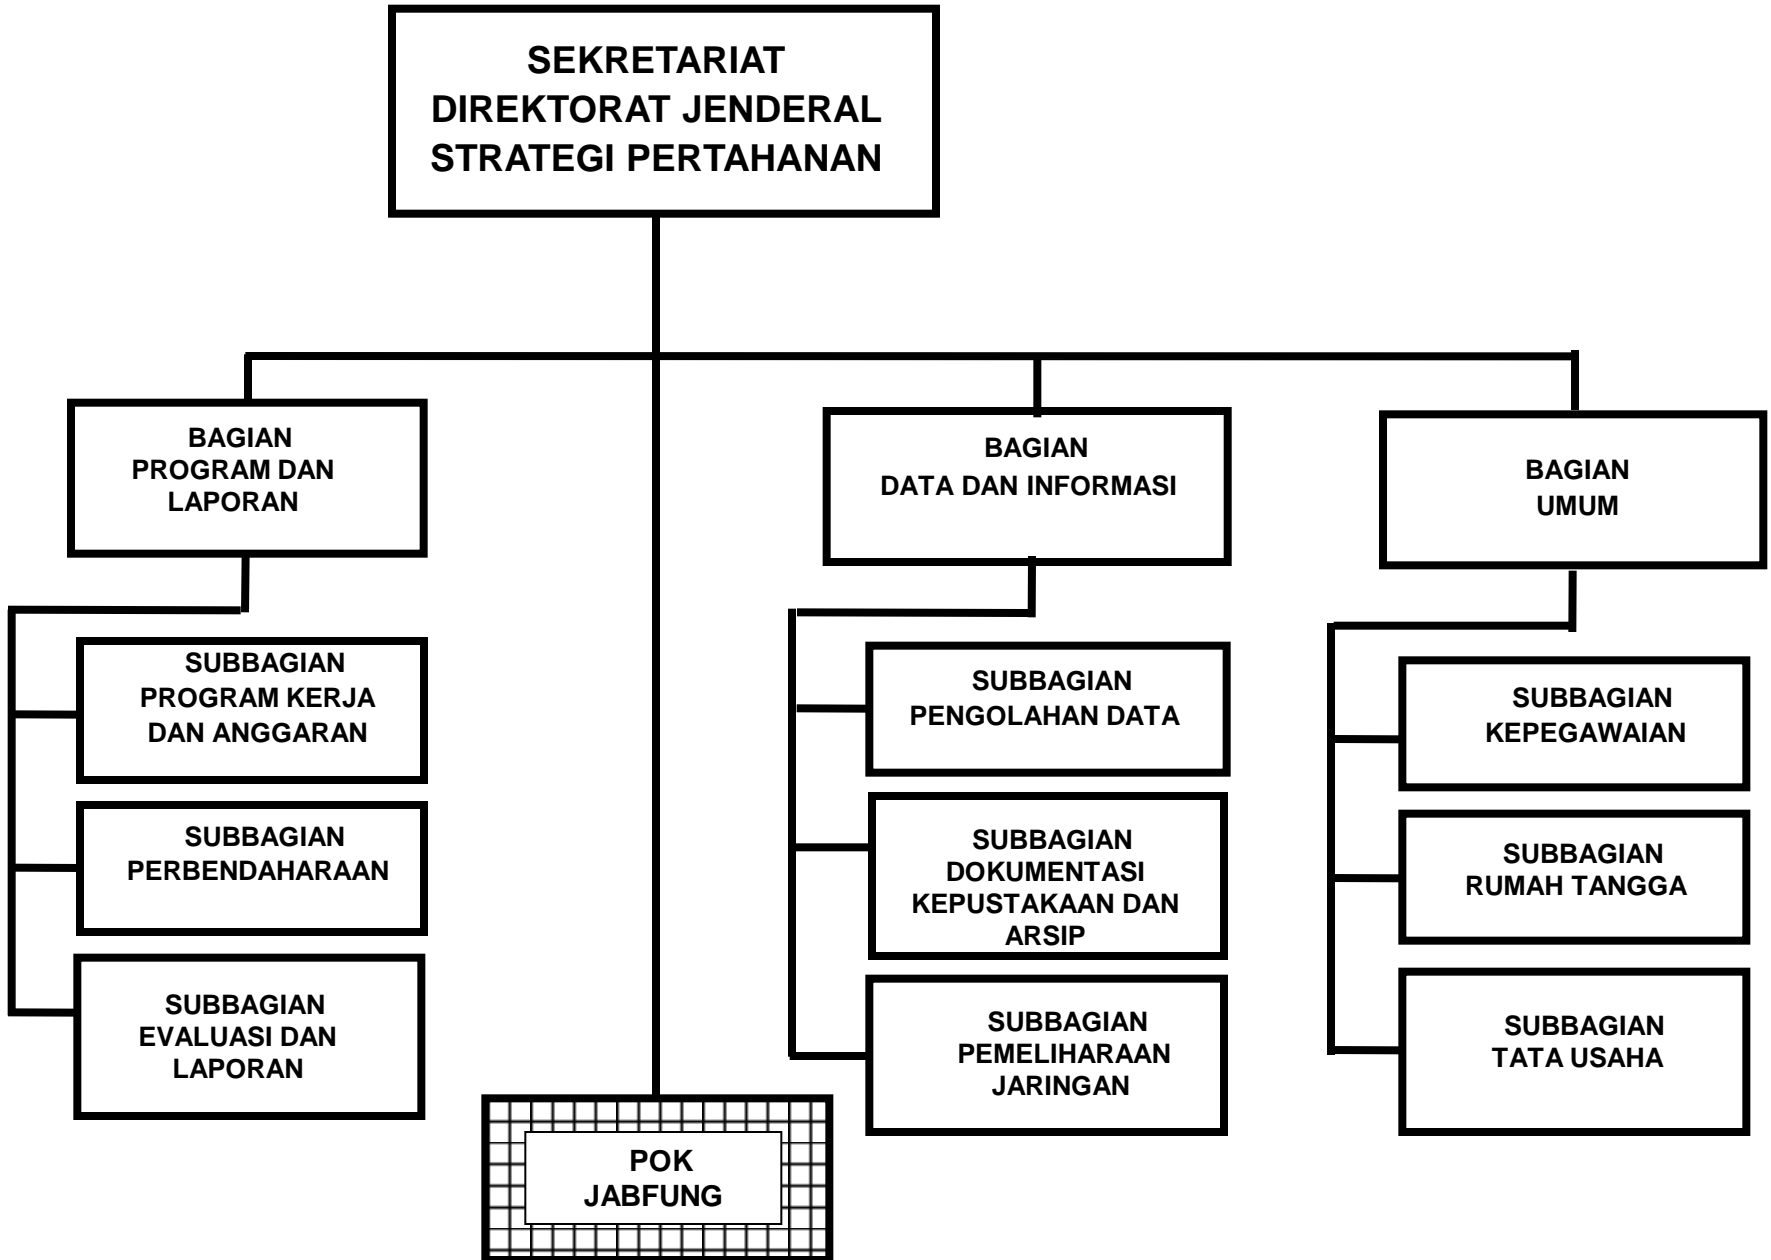 SEKRETARIAT
DIREKTORAT JENDERAL
STRATEGI PERTAHANAN
BAGIAN
PROGRAM DAN
LAPORAN
SUBBAGIAN
PROGRAM KERJA
DAN ANGGARAN
SUBBAGIAN
PERBENDAHARAAN
SUBBAGIAN
EVALUASI DAN
LAPORAN
POK
JABFUNG
BAGIAN
DATA DAN INFORMASI
SUBBAGIAN
PENGOLAHAN DATA
SUBBAGIAN
DOKUMENTASI
KEPUSTAKAAN DAN
ARSIP
SUBBAGIAN
PEMELIHARAAN
JARINGAN
BAGIAN
UMUM
SUBBAGIAN
KEPEGAWAIAN
SUBBAGIAN
RUMAH TANGGA
SUBBAGIAN
TATA USAHA